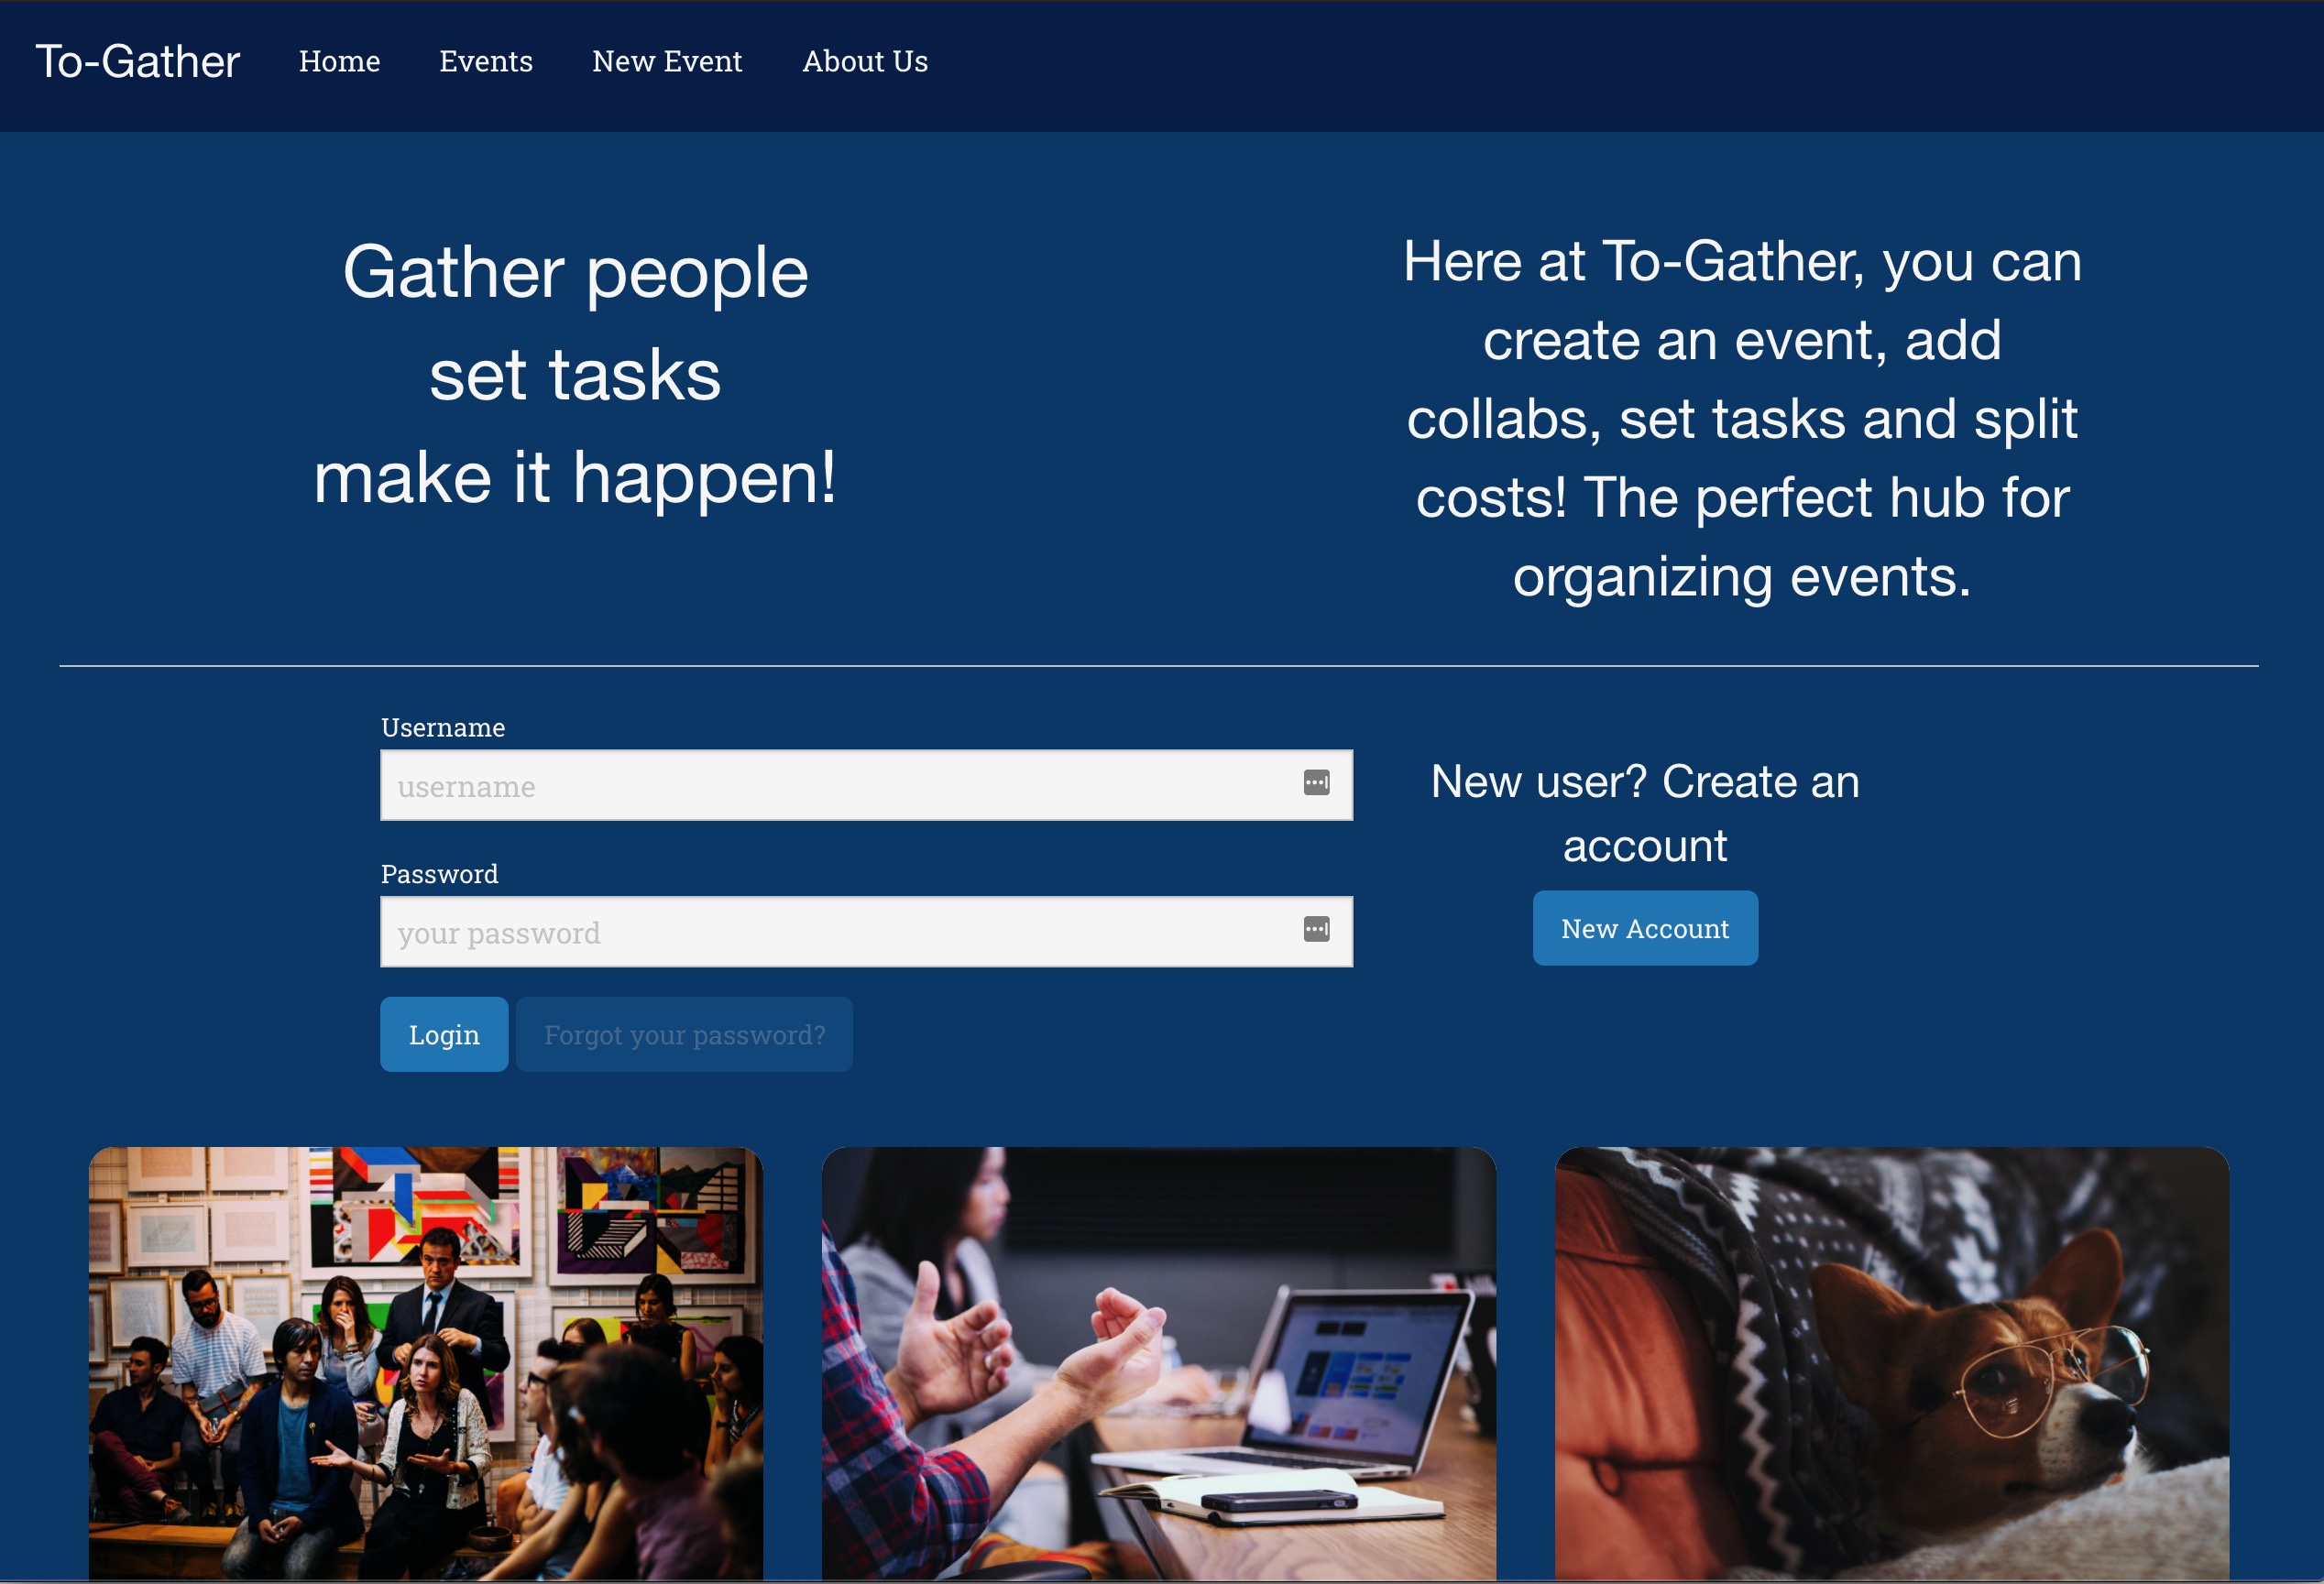 To-Gather Home Events New Event About Us
Gather people
set tasks
make it happen!
Here at To-Gather, you can
create an event, add
collabs, set tasks and split
costs! The perfect hub for
organizing events.
Username
username
Password
your password
Login Forgot your password?
New user? Create an
account
New Account